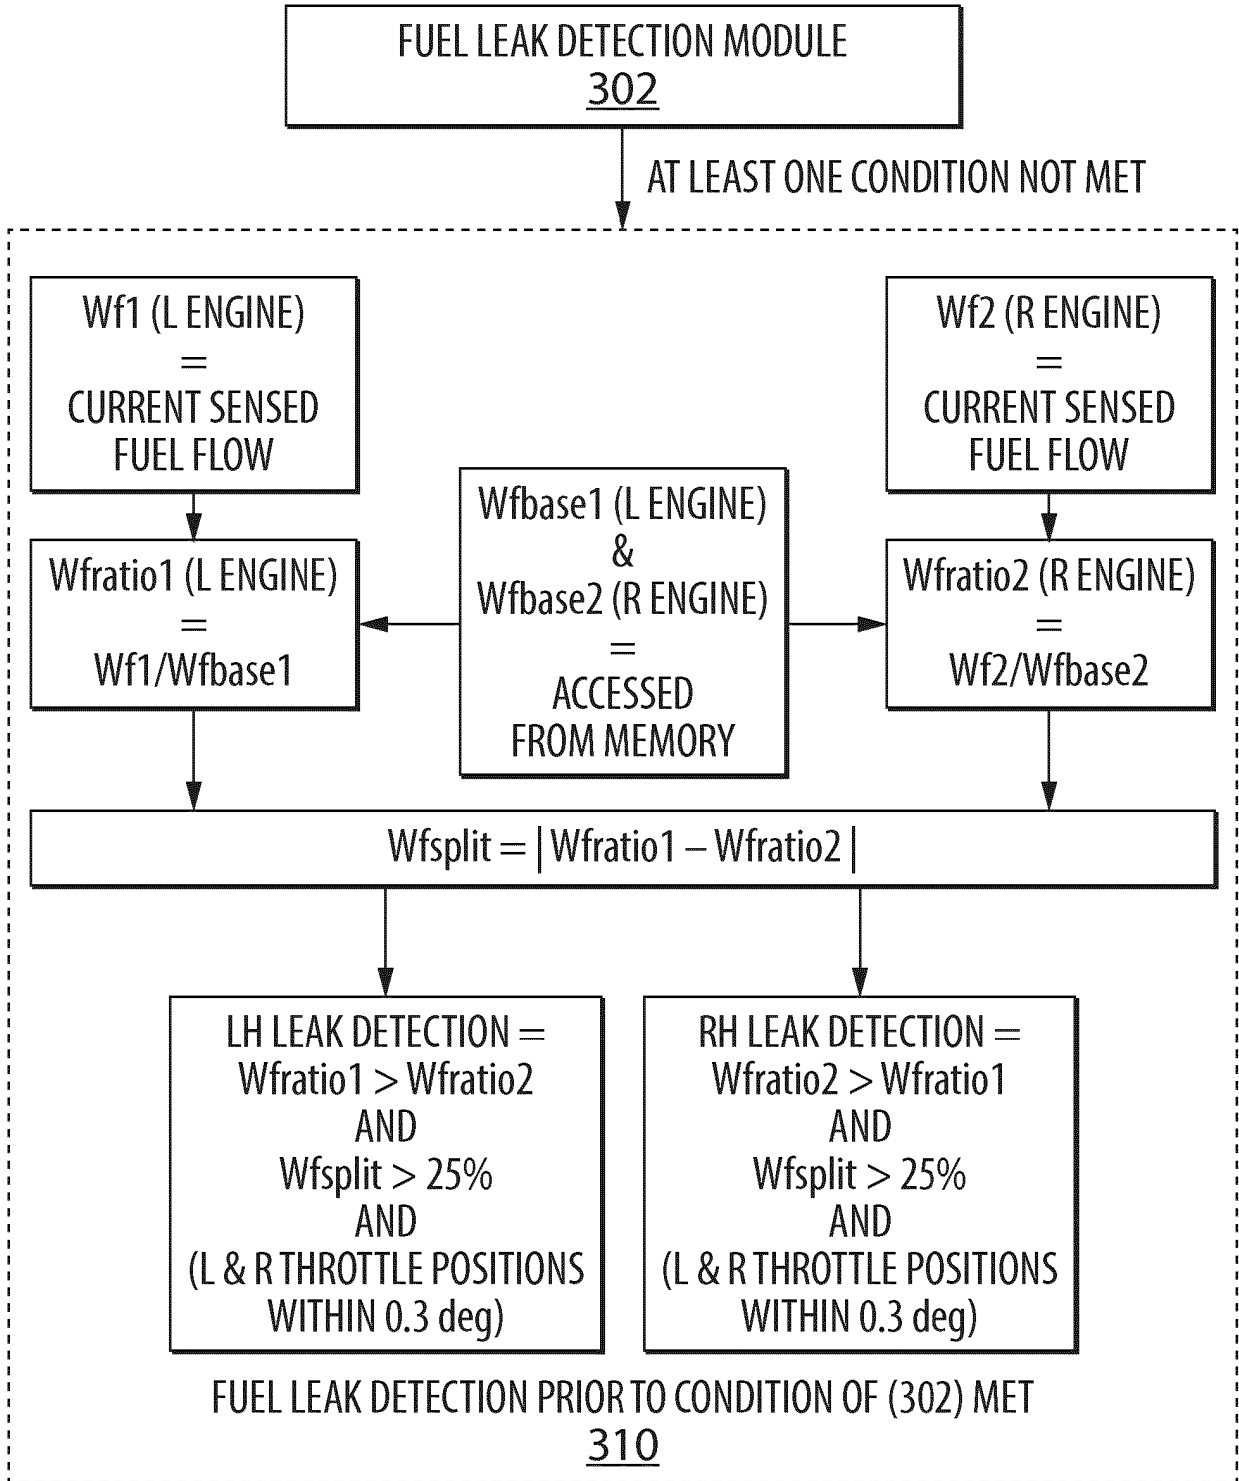 FUEL LEAK DETECTION MODULE
302
AT LEAST ONE CONDITION NOT MET
Wf1 (L ENGINE)
=
CURRENT SENSED
FUEL FLOW
Wf2 (R ENGINE)
=
CURRENT SENSED
FUEL FLOW
Wfbase1 (L ENGINE)
&
Wfbase2 (R ENGINE)
=
ACCESSED
FROM MEMORY
Wfratio1 (L ENGINE)
=
Wf1/Wfbase1
Wfratio2 (R ENGINE)
=
Wf2/Wfbase2
Wfsplit = | Wfratio1 – Wfratio2 |
LH LEAK DETECTION =
Wfratio1 > Wfratio2
AND
Wfsplit > 25%
AND
(L & R THROTTLE POSITIONS
WITHIN 0.3 deg)
RH LEAK DETECTION =
Wfratio2 > Wfratio1
AND
Wfsplit > 25%
AND
(L & R THROTTLE POSITIONS
WITHIN 0.3 deg)
FUEL LEAK DETECTION PRIOR TO CONDITION OF (302) MET
310